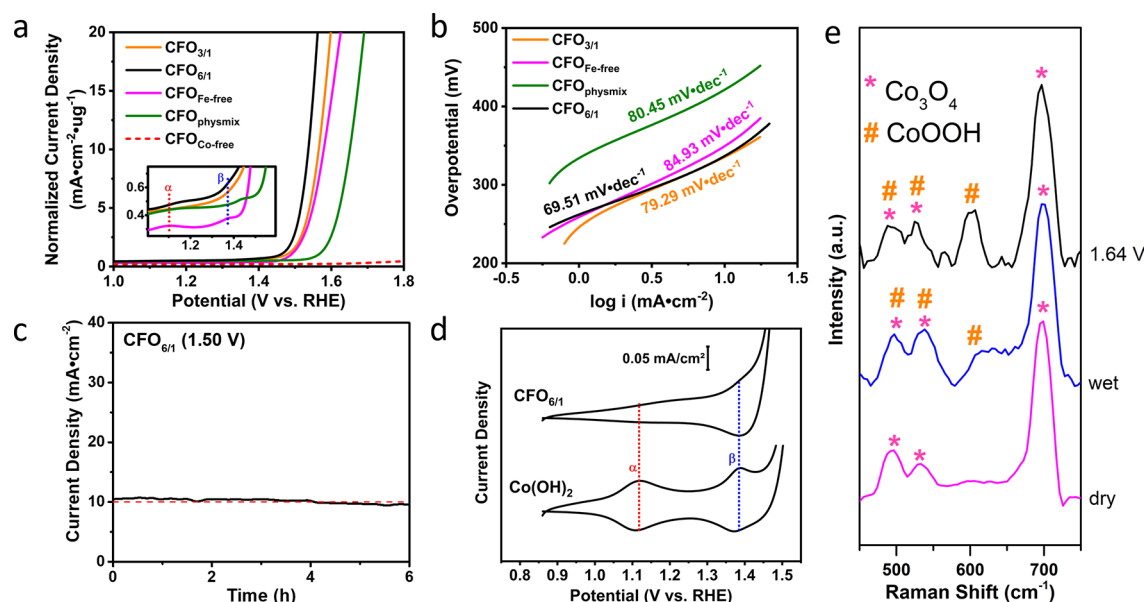 a
Normalized Current Density
(mA•cm⁻²•ug⁻¹)
20
15
10
5
0
CFO₃/₁
CFO₆/₁
CFO_Fe-free
CFO_physmix
CFO_Co-free
0.6
0.4
α
β
1.2 1.4
1.0 1.2 1.4 1.6 1.8
Potential (V vs. RHE)
b
Overpotential (mV)
500
400
300
200
CFO₃/₁
CFO_Fe-free
CFO_physmix
CFO₆/₁
80.45 mV•dec⁻¹
84.93 mV•dec⁻¹
69.51 mV•dec⁻¹
79.29 mV•dec⁻¹
-0.5 0.0 0.5 1.0 1.5
log i (mA•cm⁻²)
c
Current Density (mA•cm⁻²)
40
30
20
10
0
CFO₆/₁ (1.50 V)
0 2 4 6
Time (h)
d
Current Density
0.05 mA/cm²
CFO₆/₁
α
β
Co(OH)₂
0.8 0.9 1.0 1.1 1.2 1.3 1.4 1.5
Potential (V vs. RHE)
e
Intensity (a.u.)
* Co₃O₄
# CoOOH
*
# # #
* *
1.64 V
*
# # #
* *
wet
*
* *
dry
500 600 700
Raman Shift (cm⁻¹)